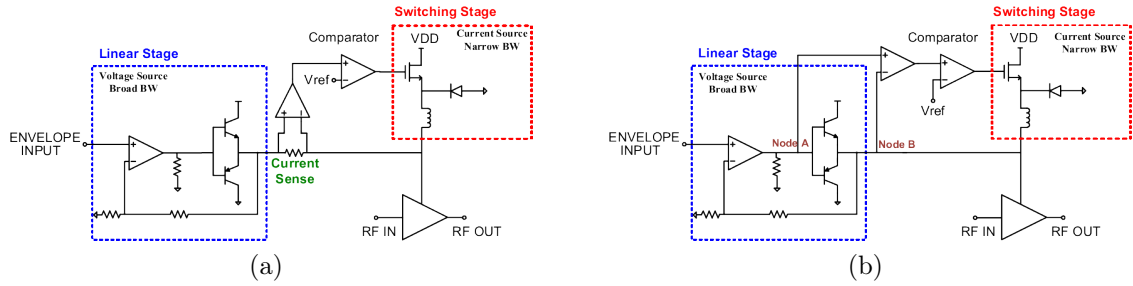 Switching Stage
Comparator
VDD
Current Source
Narrow BW
Linear Stage
Voltage Source
Broad BW
Vref
ENVELOPE
INPUT
Current
Sense
RF IN
RF OUT
(a)
Switching Stage
Comparator
VDD
Current Source
Narrow BW
Linear Stage
Voltage Source
Broad BW
Vref
ENVELOPE
INPUT
Node A
Node B
RF IN
RF OUT
(b)